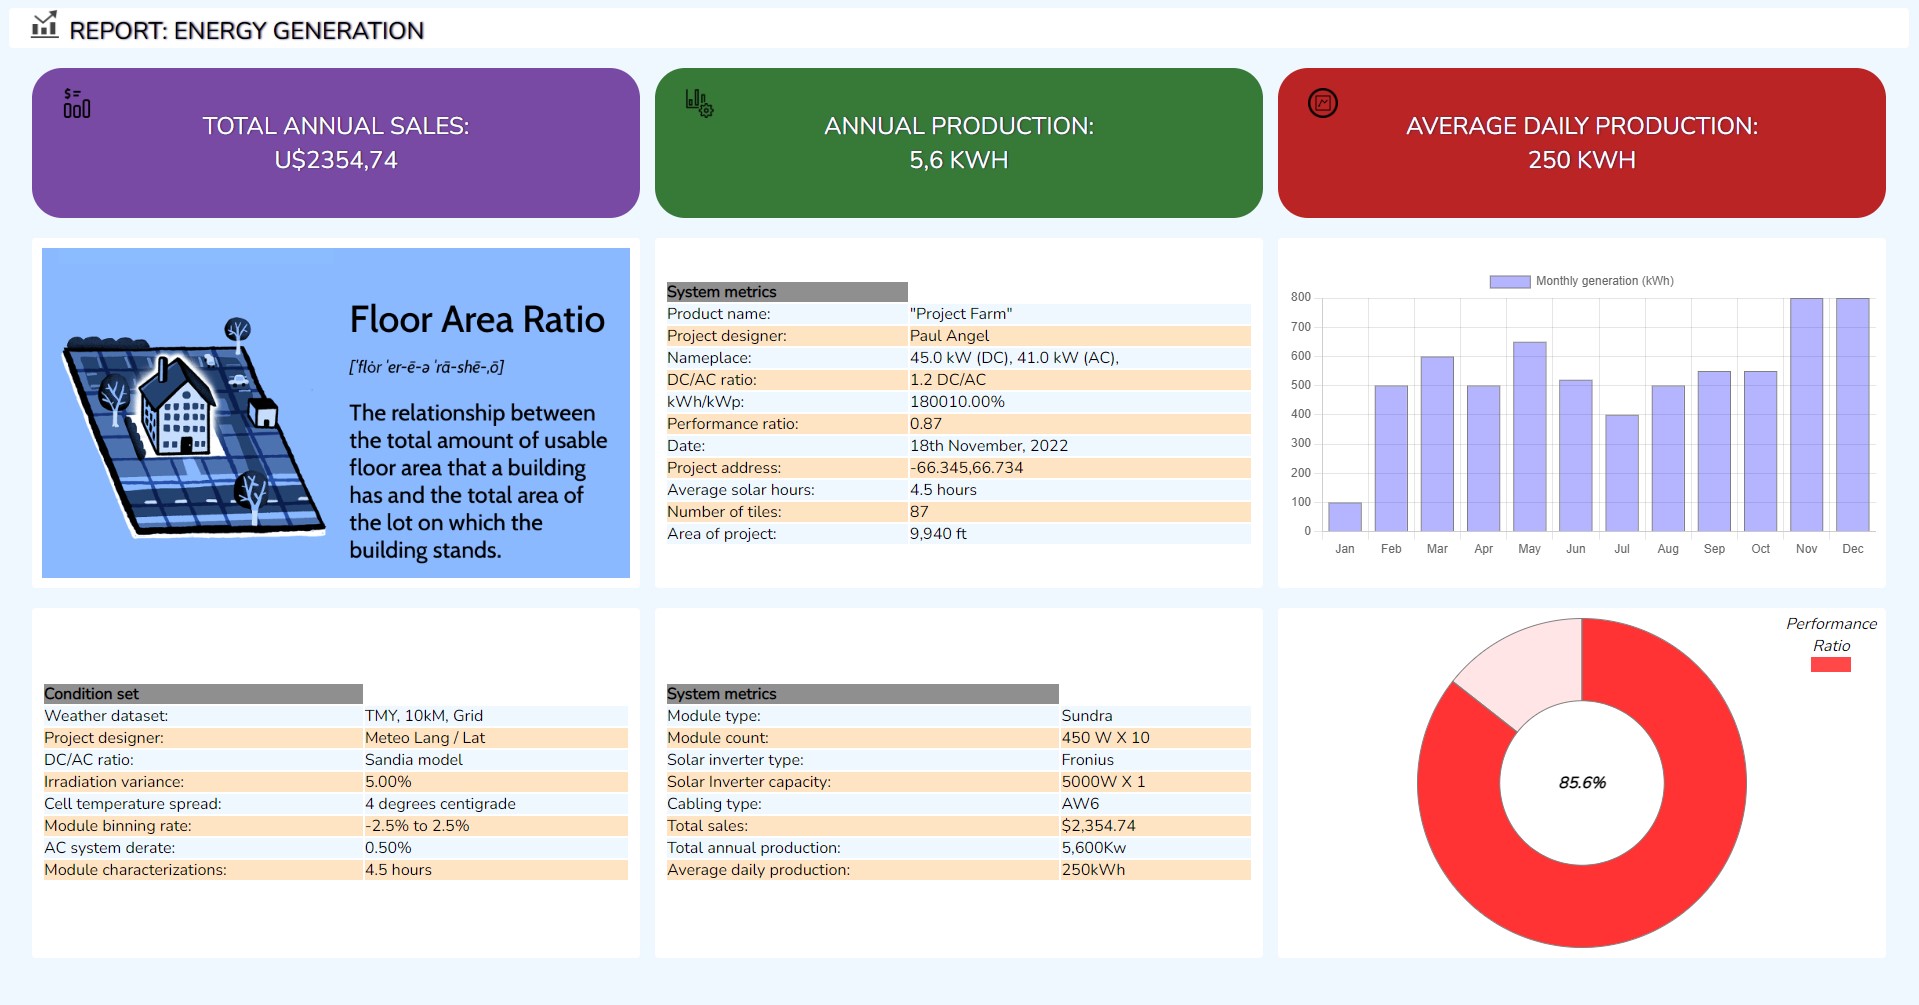 REPORT: ENERGY GENERATION
$
TOTAL ANNUAL SALES:
U$2354,74
ANNUAL PRODUCTION:
5,6 KWH
AVERAGE DAILY PRODUCTION:
250 KWH
Floor Area Ratio
[ˈflȯr ˈer-ē-ə ˈrā-shē-ˌō]
The relationship between
the total amount of usable
floor area that a building
has and the total area of
the lot on which the
building stands.
System metrics
Product name: "Project Farm"
Project designer: Paul Angel
Nameplace: 45.0 kW (DC), 41.0 kW (AC),
DC/AC ratio: 1.2 DC/AC
kWh/kWp: 180010.00%
Performance ratio: 0.87
Date: 18th November, 2022
Project address: -66.345,66.734
Average solar hours: 4.5 hours
Number of tiles: 87
Area of project: 9,940 ft
Monthly generation (kWh)
800
700
600
500
400
300
200
100
0
Jan Feb Mar Apr May Jun Jul Aug Sep Oct Nov Dec
Condition set
Weather dataset: TMY, 10kM, Grid
Project designer: Meteo Lang / Lat
DC/AC ratio: Sandia model
Irradiation variance: 5.00%
Cell temperature spread: 4 degrees centigrade
Module binning rate: -2.5% to 2.5%
AC system derate: 0.50%
Module characterizations: 4.5 hours
System metrics
Module type: Sundra
Module count: 450 W X 10
Solar inverter type: Fronius
Solar Inverter capacity: 5000W X 1
Cabling type: AW6
Total sales: $2,354.74
Total annual production: 5,600Kw
Average daily production: 250kWh
Performance
Ratio
85.6%